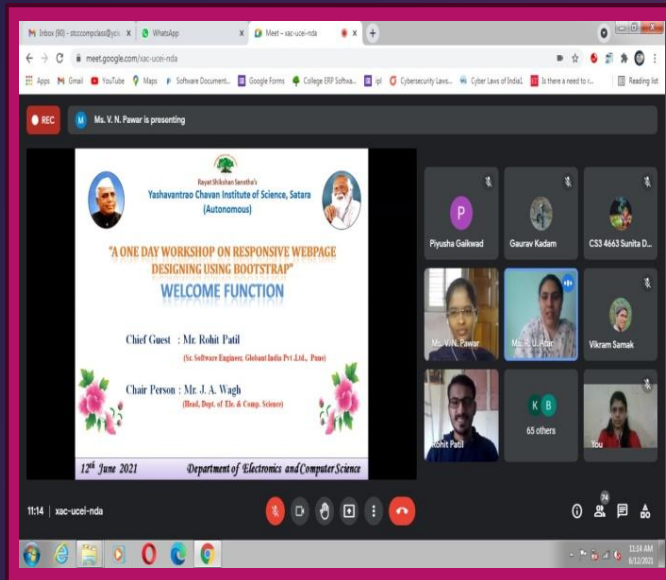 Inbox (90) - stcccompclass@yci
WhatsApp
Meet – xac-ucei-nda
meet.google.com/xac-ucei-nda
Apps Gmail YouTube Maps Software Document... Google Forms College ERP Softwa... ipl Cybersecurity Laws... Cyber Laws of India1 Is there a need to r... Reading list
REC
M Ms. V. N. Pawar is presenting
Rayat Shikshan Sanstha's
Yashavantrao Chavan Institute of Science, Satara
(Autonomous)
"A ONE DAY WORKSHOP ON RESPONSIVE WEBPAGE
DESIGNING USING BOOTSTRAP"
WELCOME FUNCTION
Chief Guest : Mr. Rohit Patil
(Sr. Software Engineer, Globant India Pvt. Ltd., Pune)
Chair Person : Mr. J. A. Wagh
(Head, Dept. of Ele. & Comp. Science)
12th June 2021 Department of Electronics and Computer Science
P
Piyusha Gaikwad
Gaurav Kadam
CS3 4663 Sunita D...
Ms. V. N. Pawar
Ms. R. U. Atar
Vikram Samak
Rohit Patil
K B
65 others
You
11:14 | xac-ucei-nda
74
11:14 AM
6/12/2021